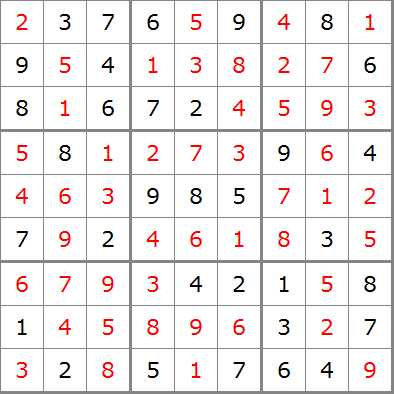 2 3 7 6 5 9 4 8 1
9 5 4 1 3 8 2 7 6
8 1 6 7 2 4 5 9 3
5 8 1 2 7 3 9 6 4
4 6 3 9 8 5 7 1 2
7 9 2 4 6 1 8 3 5
6 7 9 3 4 2 1 5 8
1 4 5 8 9 6 3 2 7
3 2 8 5 1 7 6 4 9